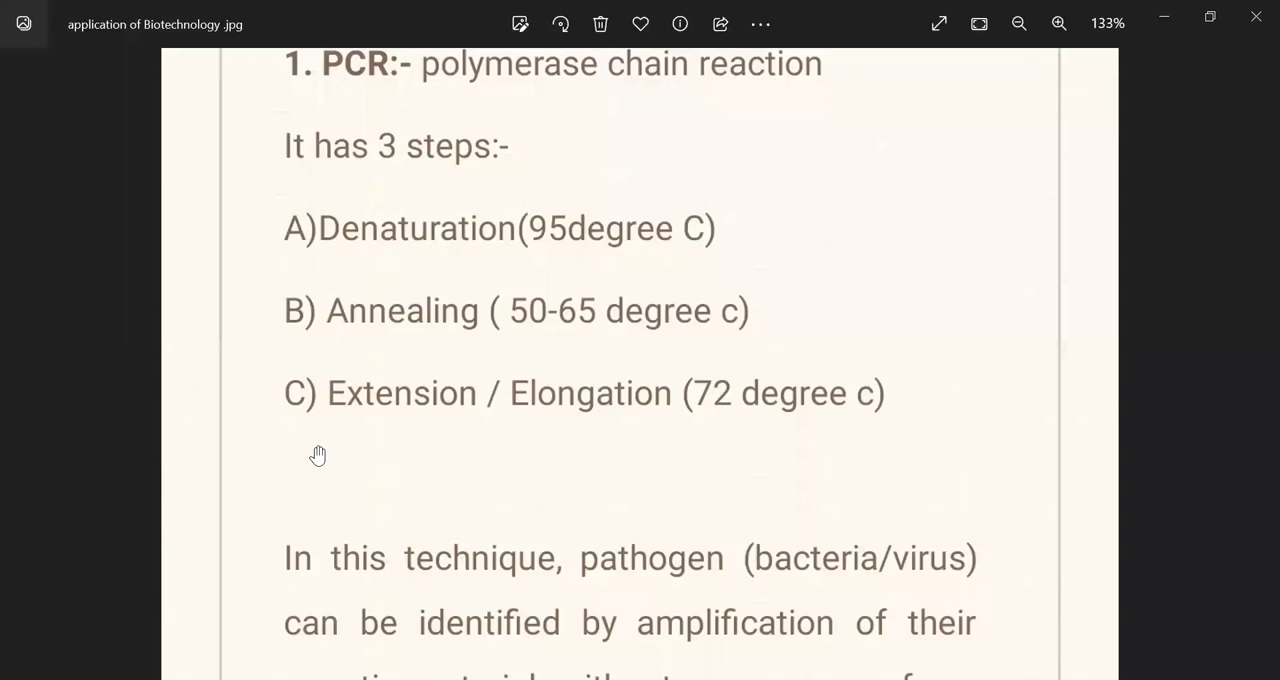 application of Biotechnology .jpg
133%
1. PCR:- polymerase chain reaction
It has 3 steps:-
A)Denaturation(95degree C)
B) Annealing ( 50-65 degree c)
C) Extension / Elongation (72 degree c)
In this technique, pathogen (bacteria/virus)
can be identified by amplification of their